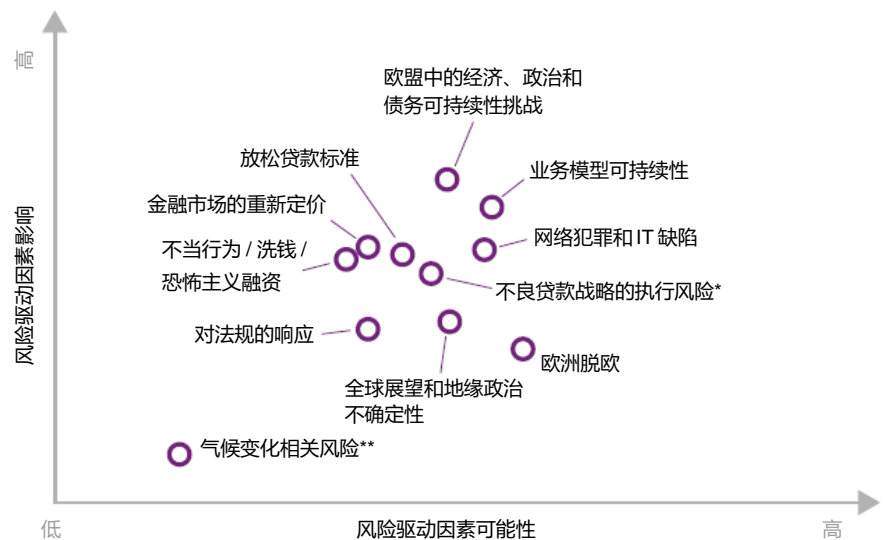 高
欧盟中的经济、政治和
债务可持续性挑战
放松贷款标准
业务模型可持续性
金融市场的重新定价
网络犯罪和 IT 缺陷
不当行为 / 洗钱 /
恐怖主义融资
不良贷款战略的执行风险*
风险驱动因素影响
对法规的响应
欧洲脱欧
全球展望和地缘政治
不确定性
气候变化相关风险**
低
风险驱动因素可能性
高